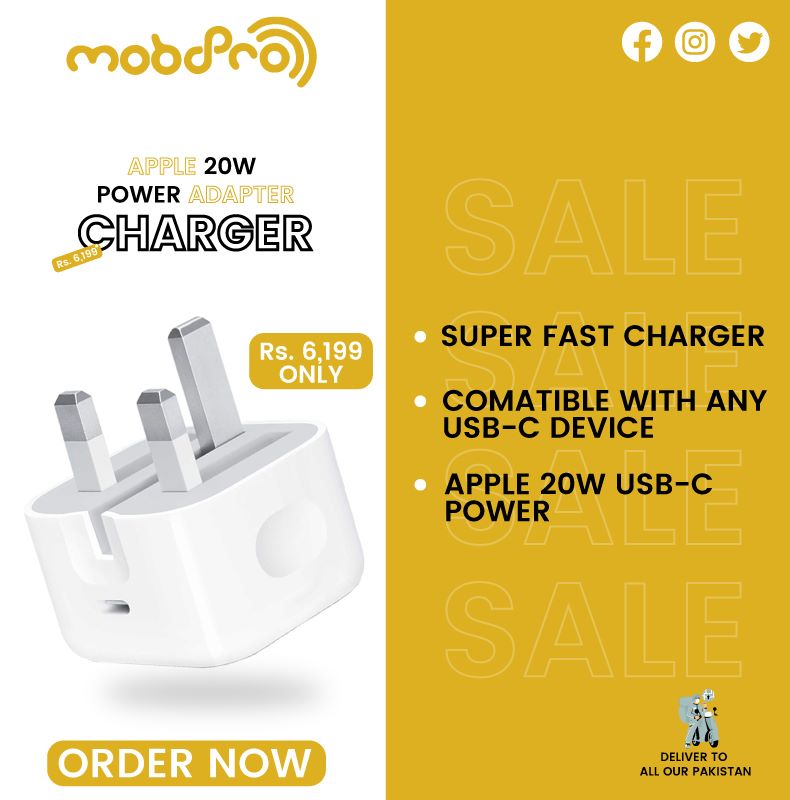 mobopro
APPLE 20W
POWER ADAPTER
CHARGER
Rs. 6,199
Rs. 6,199
ONLY
ORDER NOW
SALE
SALE
SUPER FAST CHARGER
COMATIBLE WITH ANY
USB-C DEVICE
SALE
APPLE 20W USB-C
POWER
SALE
DELIVER TO
ALL OUR PAKISTAN